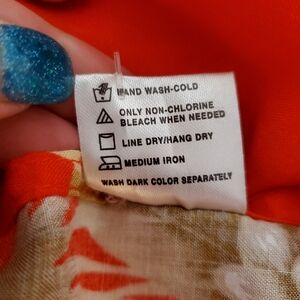 HAND WASH-COLD
ONLY NON-CHLORINE
BLEACH WHEN NEEDED
LINE DRY/HANG DRY
MEDIUM IRON
WASH DARK COLOR SEPARATELY